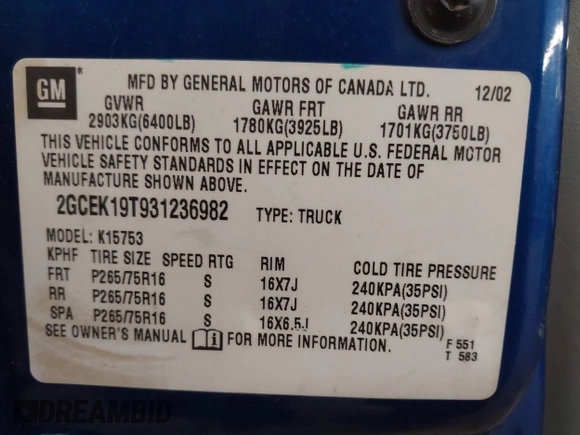 GM ®
MFD BY GENERAL MOTORS OF CANADA LTD. 12/02
GVWR GAWR FRT GAWR RR
2903KG(6400LB) 1780KG(3925LB) 1701KG(3750LB)
THIS VEHICLE CONFORMS TO ALL APPLICABLE U.S. FEDERAL MOTOR
VEHICLE SAFETY STANDARDS IN EFFECT ON THE DATE OF
MANUFACTURE SHOWN ABOVE.
2GCEK19T931236982 TYPE: TRUCK
MODEL: K15753
KPHF TIRE SIZE SPEED RTG RIM COLD TIRE PRESSURE
FRT P265/75R16 S 16X7J 240KPA(35PSI)
RR P265/75R16 S 16X7J 240KPA(35PSI)
SPA P265/75R16 S 16X6.5J 240KPA(35PSI)
SEE OWNER'S MANUAL FOR MORE INFORMATION. F 551
T 583
DREAMBID